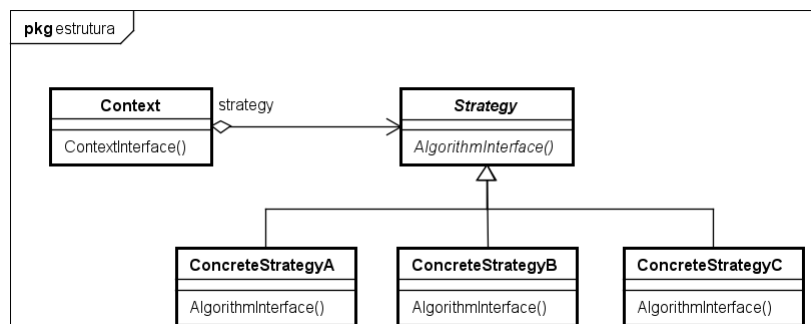 pkg estrutura
Context
strategy
Strategy
ContextInterface()
AlgorithmInterface()
ConcreteStrategyA
ConcreteStrategyB
ConcreteStrategyC
AlgorithmInterface()
AlgorithmInterface()
AlgorithmInterface()